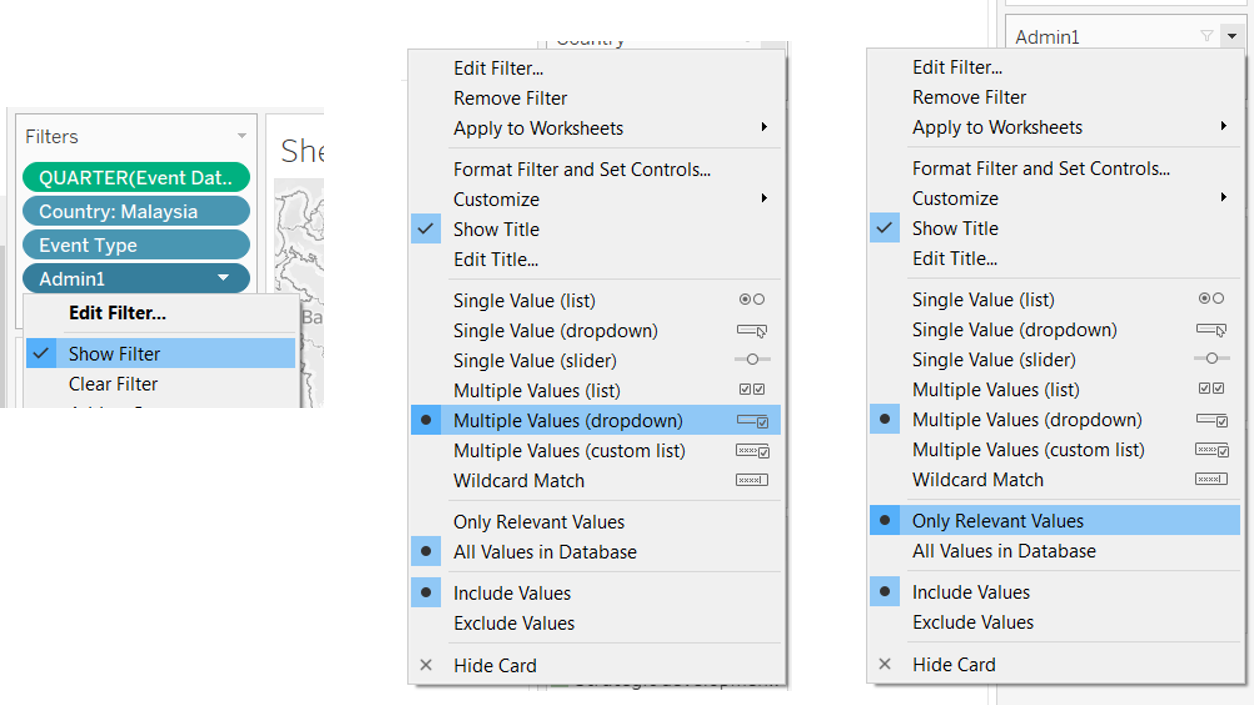 Filters
QUARTER(Event Dat..
Country: Malaysia
Event Type
Admin1
Edit Filter...
Show Filter
Clear Filter
She
Ba
Country
Edit Filter...
Remove Filter
Apply to Worksheets
Format Filter and Set Controls...
Customize
Show Title
Edit Title...
Single Value (list)
Single Value (dropdown)
Single Value (slider)
Multiple Values (list)
Multiple Values (dropdown)
Multiple Values (custom list)
Wildcard Match
Only Relevant Values
All Values in Database
Include Values
Exclude Values
Hide Card
Admin1
Edit Filter...
Remove Filter
Apply to Worksheets
Format Filter and Set Controls...
Customize
Show Title
Edit Title...
Single Value (list)
Single Value (dropdown)
Single Value (slider)
Multiple Values (list)
Multiple Values (dropdown)
Multiple Values (custom list)
Wildcard Match
Only Relevant Values
All Values in Database
Include Values
Exclude Values
Hide Card